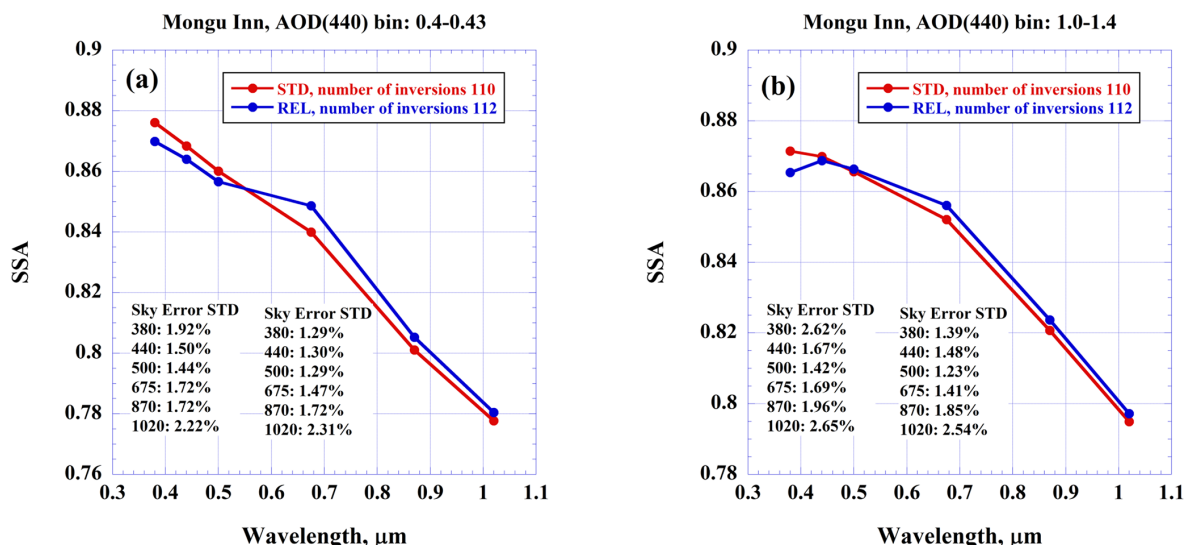 Mongu Inn, AOD(440) bin: 0.4-0.43
0.9
0.88
0.86
0.84
0.82
0.8
0.78
0.76
SSA
(a)
STD, number of inversions 110
REL, number of inversions 112
Sky Error STD
380: 1.92%
440: 1.50%
500: 1.44%
675: 1.72%
870: 1.72%
1020: 2.22%
Sky Error STD
380: 1.29%
440: 1.30%
500: 1.29%
675: 1.47%
870: 1.72%
1020: 2.31%
0.3 0.4 0.5 0.6 0.7 0.8 0.9 1 1.1
Wavelength, μm
Mongu Inn, AOD(440) bin: 1.0-1.4
0.9
0.88
0.86
0.84
0.82
0.8
0.78
SSA
(b)
STD, number of inversions 110
REL, number of inversions 112
Sky Error STD
380: 2.62%
440: 1.67%
500: 1.42%
675: 1.69%
870: 1.96%
1020: 2.65%
Sky Error STD
380: 1.39%
440: 1.48%
500: 1.23%
675: 1.41%
870: 1.85%
1020: 2.54%
0.3 0.4 0.5 0.6 0.7 0.8 0.9 1 1.1
Wavelength, μm